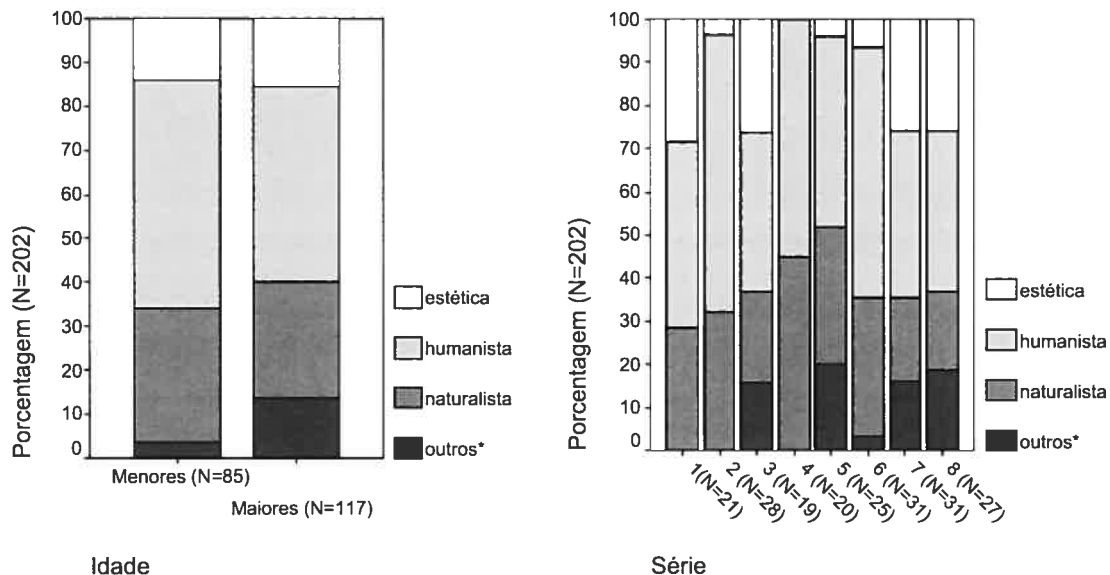 Porcentagem (N=202)
100
90
80
70
60
50
40
30
20
10
0
Menores (N=85)
Maiores (N=117)
Idade
estética
humanista
naturalista
outros*
Porcentagem (N=202)
100
90
80
70
60
50
40
30
20
10
0
1(N=21)
2 (N=28)
3 (N=19)
4 (N=20)
5 (N=25)
6 (N=31)
7 (N=31)
8 (N=27)
Série
estética
humanista
naturalista
outros*